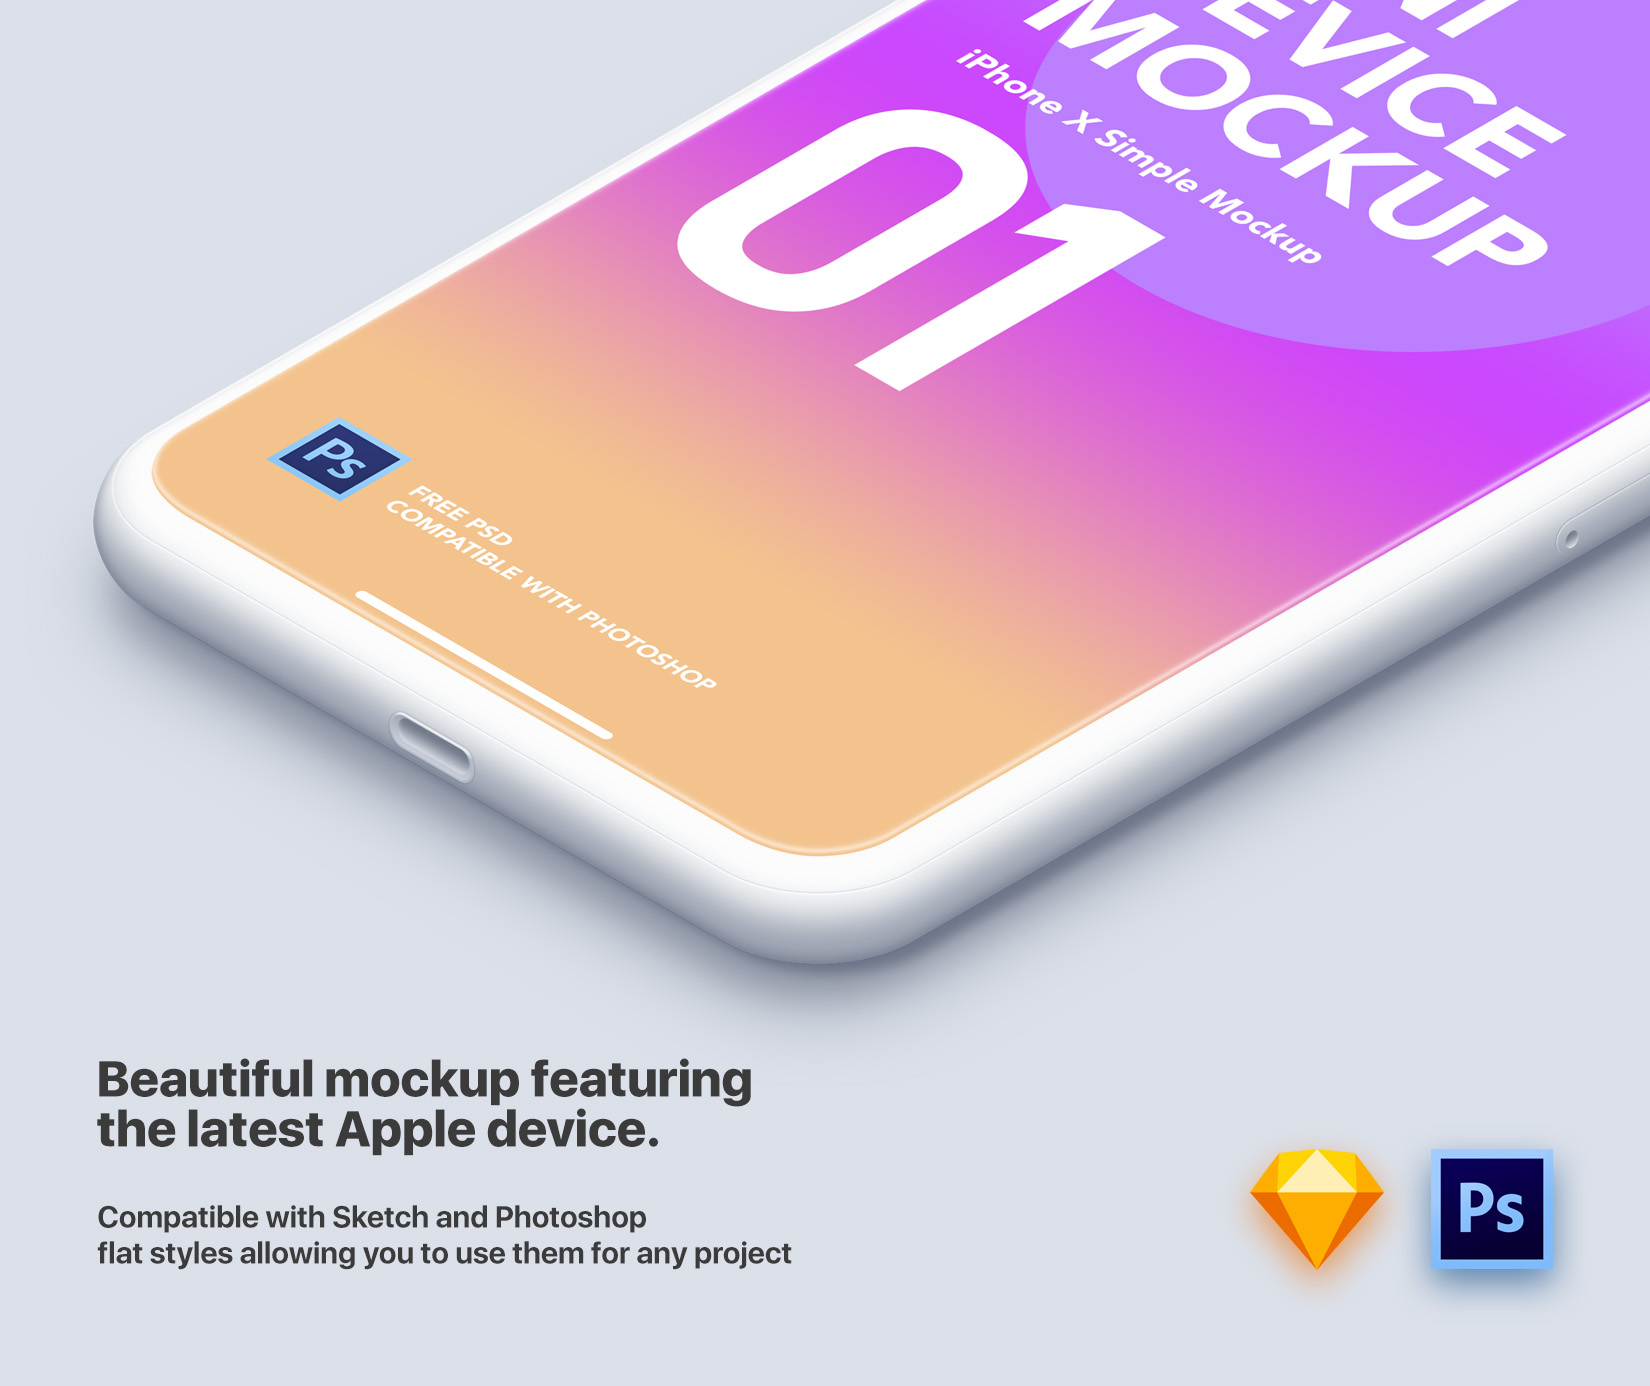 MOCKUP
iPhone X Simple Mockup
01
Ps
FREE PSD
COMPATIBLE WITH PHOTOSHOP
Beautiful mockup featuring
the latest Apple device.
Compatible with Sketch and Photoshop
flat styles allowing you to use them for any project
Ps